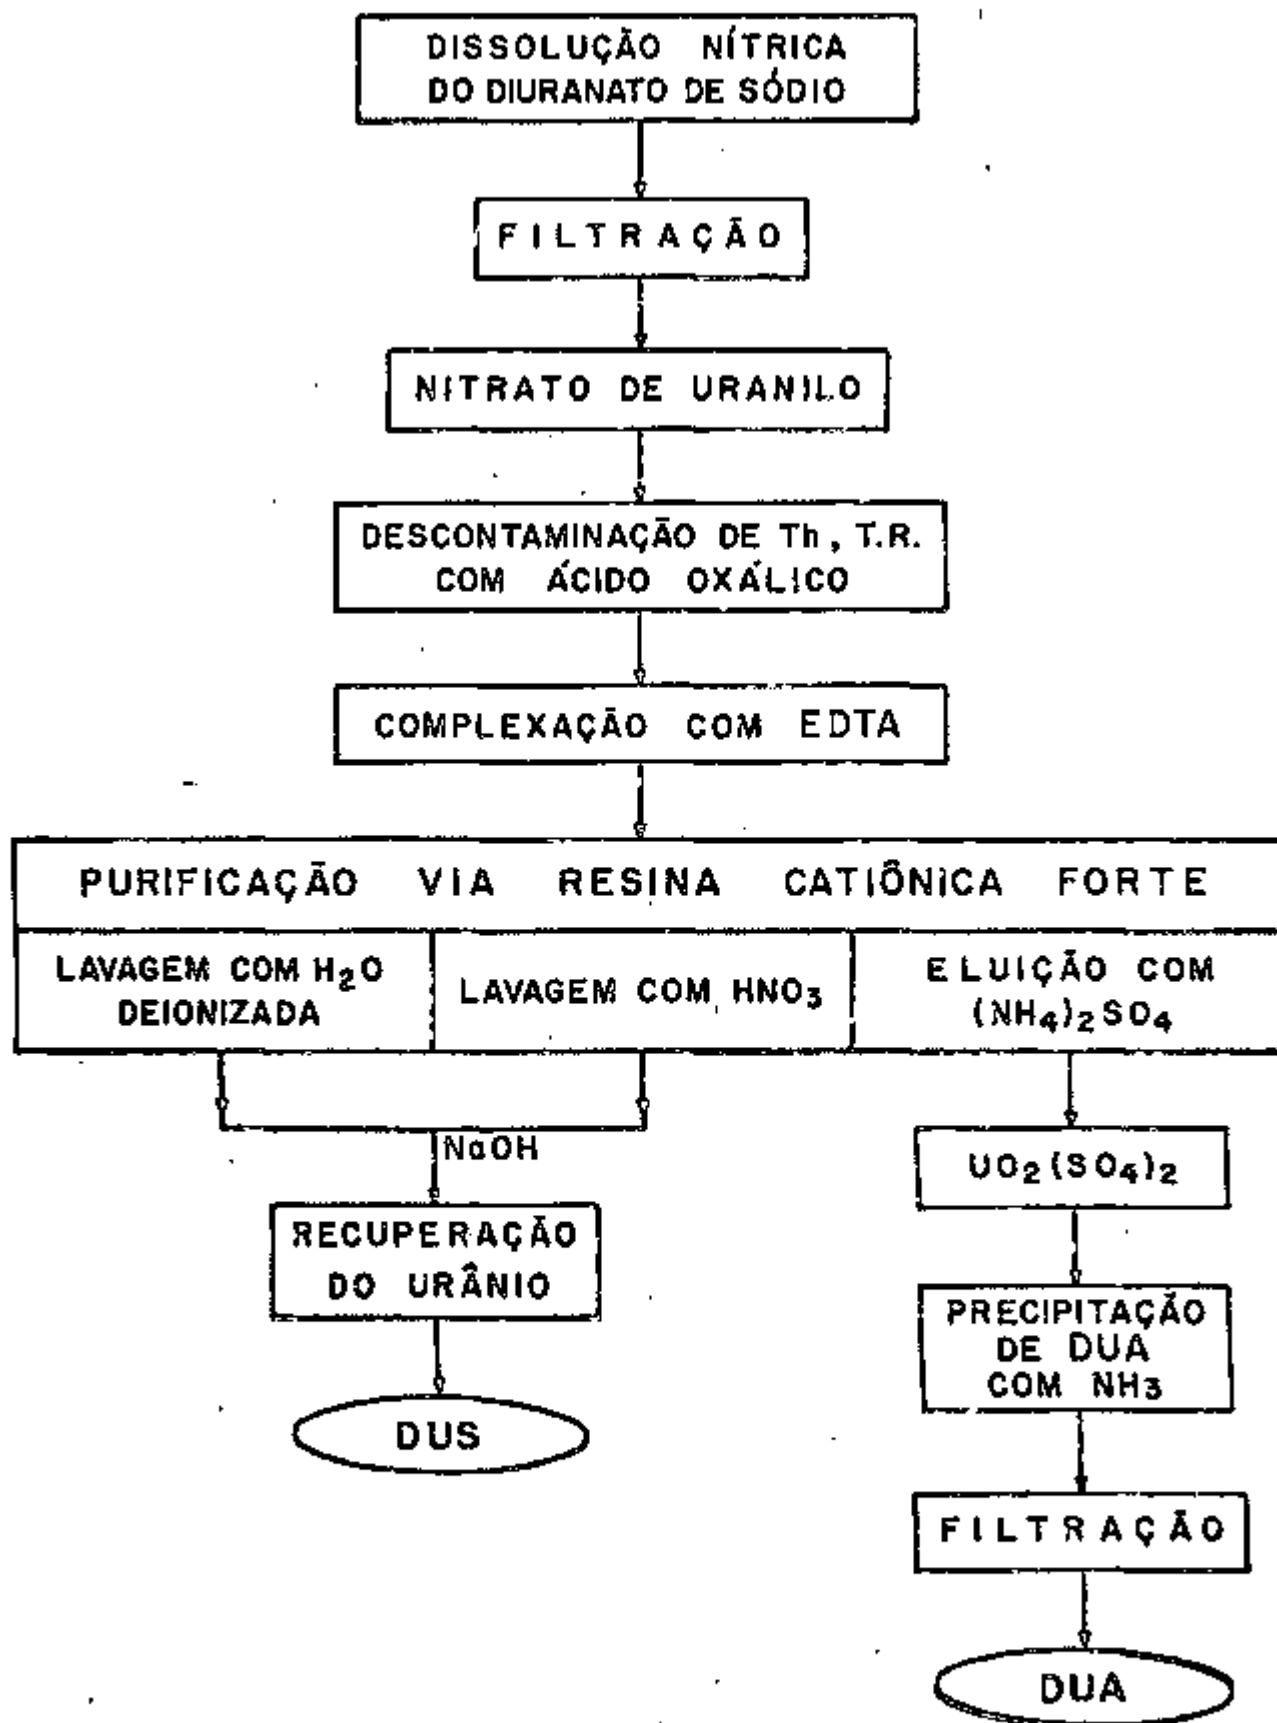 DISSOLUÇÃO NÍTRICA
DO DIURANATO DE SÓDIO
FILTRAÇÃO
NITRATO DE URANILO
DESCONTAMINAÇÃO DE Th, T.R.
COM ÁCIDO OXÁLICO
COMPLEXAÇÃO COM EDTA
PURIFICAÇÃO VIA RESINA CATIÔNICA FORTE
LAVAGEM COM H₂O
DEIONIZADA
LAVAGEM COM HNO₃
ELUIÇÃO COM
(NH₄)₂SO₄
NaOH
RECUPERAÇÃO
DO URÂNIO
DUS
UO₂(SO₄)₂
PRECIPITAÇÃO
DE DUA
COM NH₃
FILTRAÇÃO
DUA